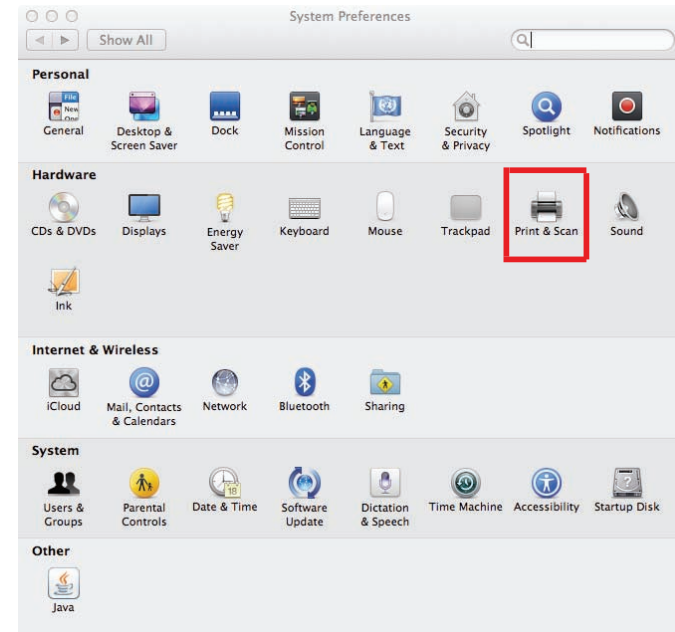 System Preferences
Show All
Personal
File
New
General
Desktop &
Screen Saver
Dock
Mission
Control
Language
& Text
Security
& Privacy
Spotlight
Notifications
Hardware
CDs & DVDs
Displays
Energy
Saver
Keyboard
Mouse
Trackpad
Print & Scan
Sound
Ink
Internet & Wireless
iCloud
@
Mail, Contacts
& Calendars
Network
Bluetooth
Sharing
System
Users &
Groups
Parental
Controls
18
Date & Time
Software
Update
Dictation
& Speech
Time Machine
Accessibility
?
Startup Disk
Other
Java